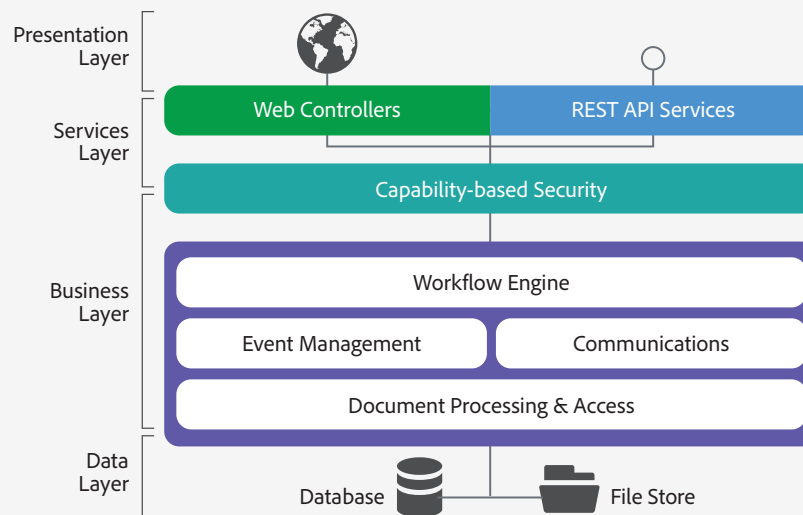 Presentation
Layer
Web Controllers
REST API Services
Services
Layer
Capability-based Security
Workflow Engine
Business
Layer
Event Management
Communications
Document Processing & Access
Data
Layer
Database
File Store